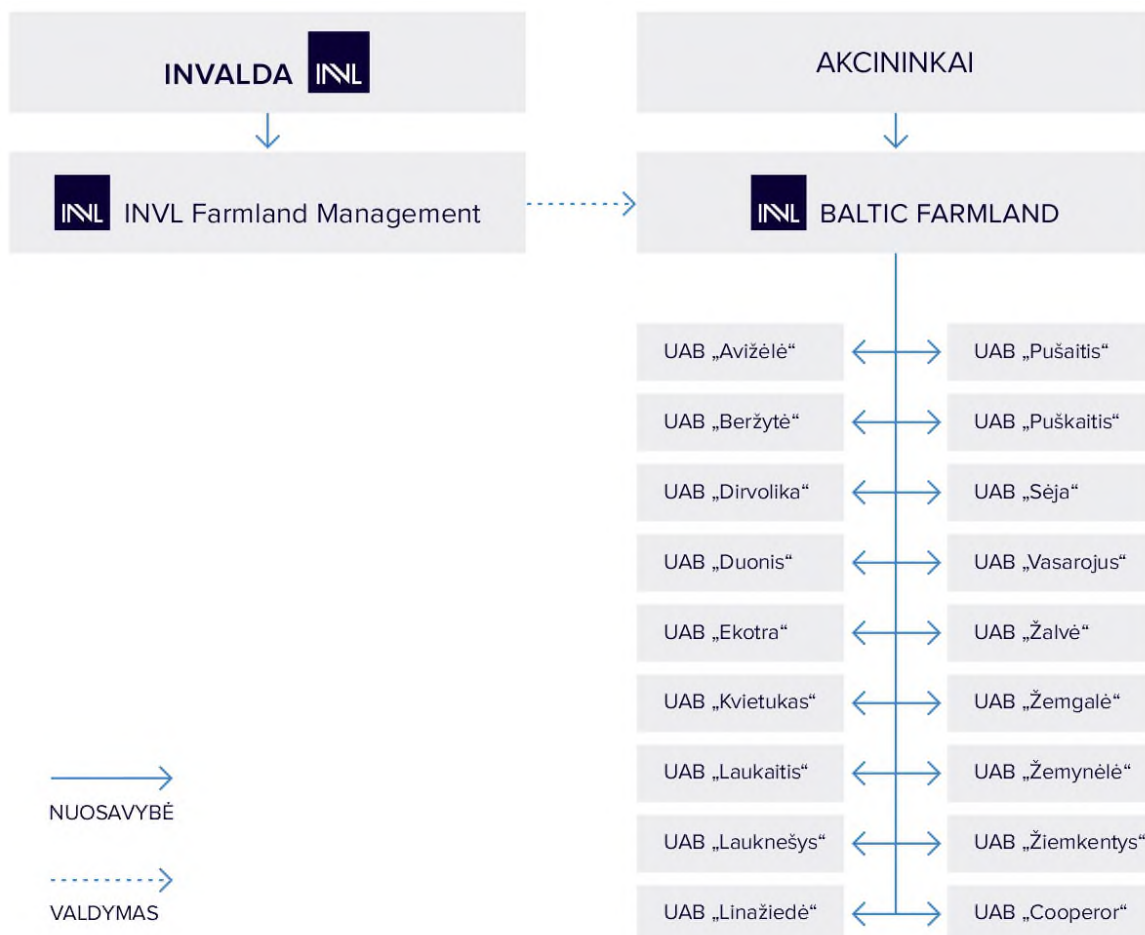 INVALDA INVL
AKCININKAI
INVL INVL Farmland Management
INVL BALTIC FARMLAND
UAB „Avižėlė“
UAB „Pušaitis“
UAB „Beržytė“
UAB „Puškaitis“
UAB „Dirvolika“
UAB „Sėja“
UAB „Duonis“
UAB „Vasarojus“
UAB „Ekotra“
UAB „Žalvė“
UAB „Kvietukas“
UAB „Žemgalė“
UAB „Laukaitis“
UAB „Žemynėlė“
UAB „Lauknešys“
UAB „Žiemkentys“
UAB „Linažiedė“
UAB „Cooperor“
NUOSAVYBĖ
VALDYMAS